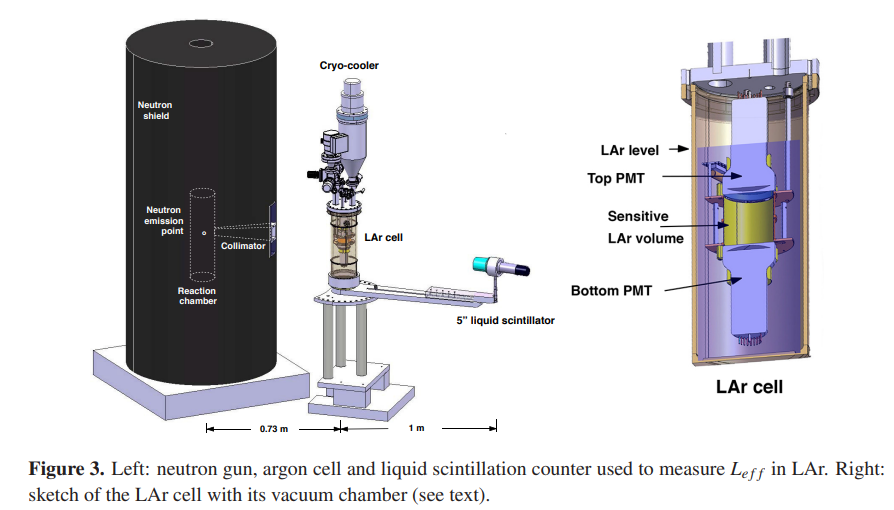 Neutron
shield
Neutron
emission
point
Collimator
Reaction
chamber
Cryo-cooler
LAr cell
5" liquid scintillator
0.73 m
1 m
LAr level
Top PMT
Sensitive
LAr volume
Bottom PMT
LAr cell
Figure 3. Left: neutron gun, argon cell and liquid scintillation counter used to measure Leff in LAr. Right:
sketch of the LAr cell with its vacuum chamber (see text).